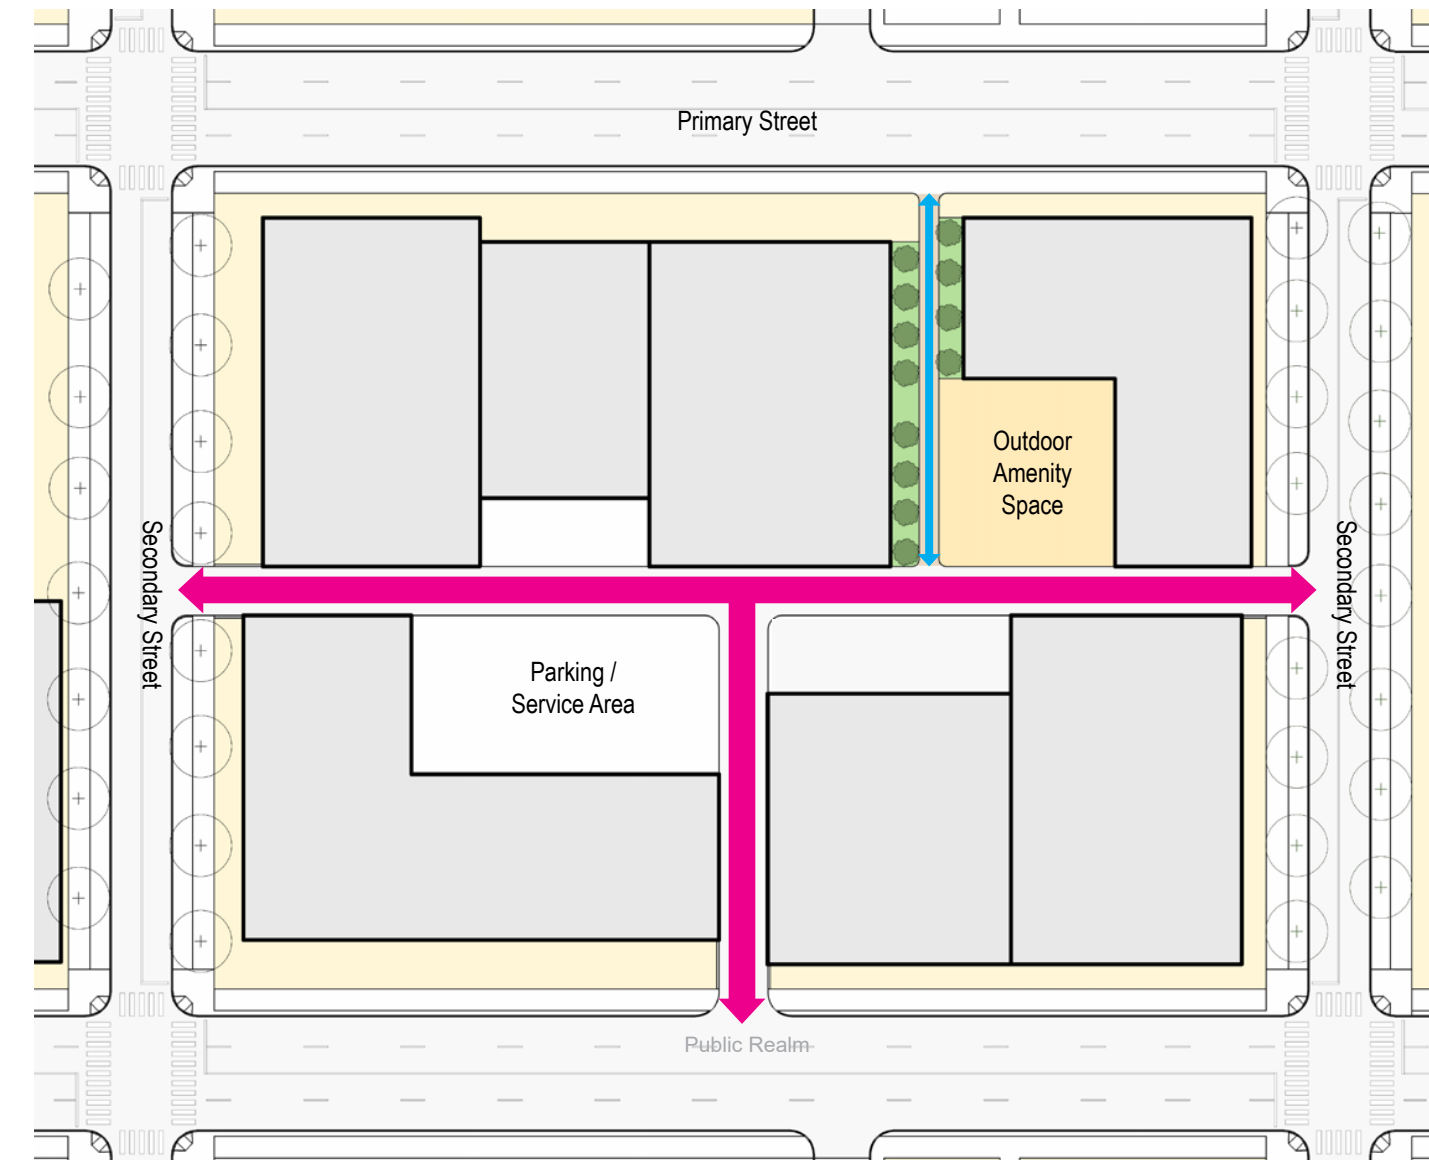 Primary Street
Outdoor
Amenity
Space
Secondary Street
Secondary Street
Parking /
Service Area
Public Realm